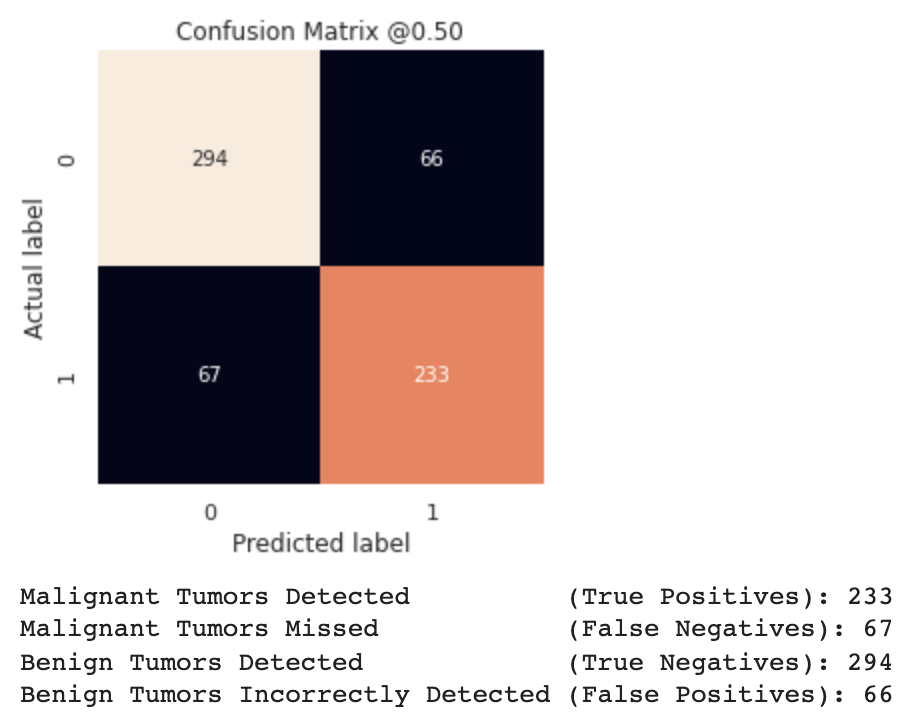 Confusion Matrix @0.50
Actual label
0
294
66
1
67
233
0
1
Predicted label
Malignant Tumors Detected (True Positives): 233
Malignant Tumors Missed (False Negatives): 67
Benign Tumors Detected (True Negatives): 294
Benign Tumors Incorrectly Detected (False Positives): 66